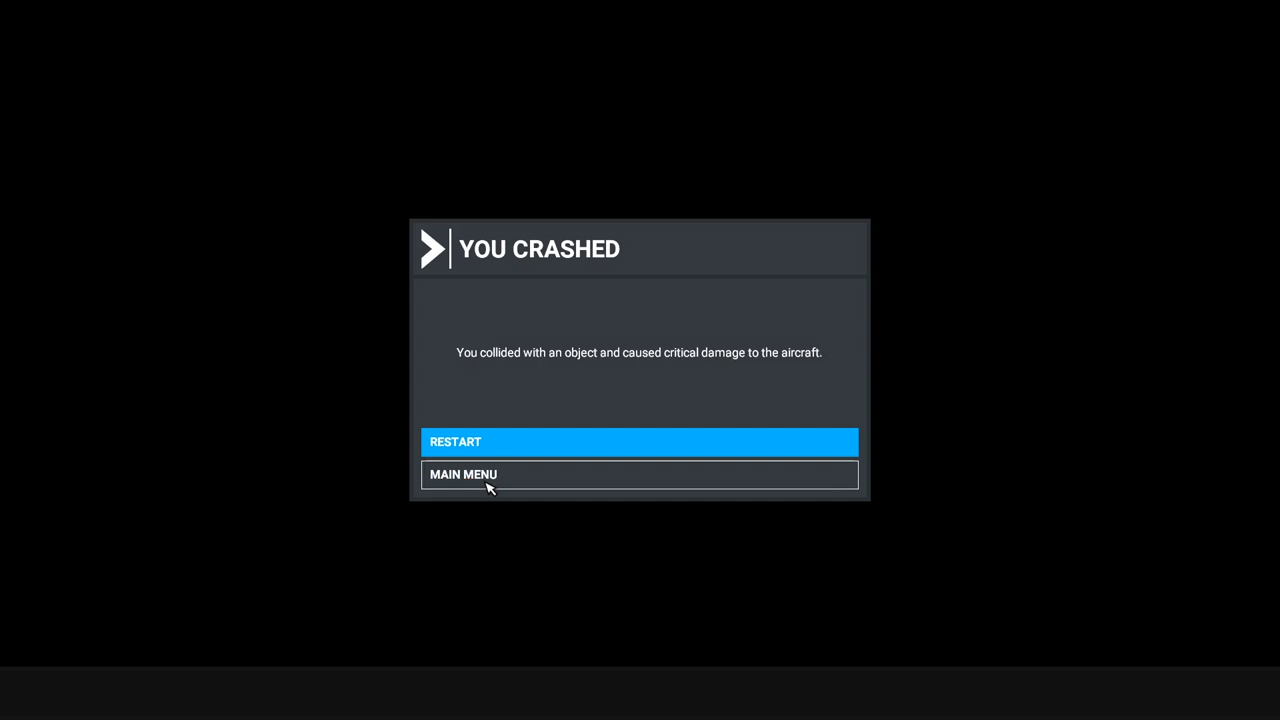 YOU CRASHED
You collided with an object and caused critical damage to the aircraft.
RESTART
MAIN MENU